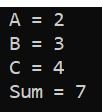 A = 2
B = 3
C = 4
Sum = 7